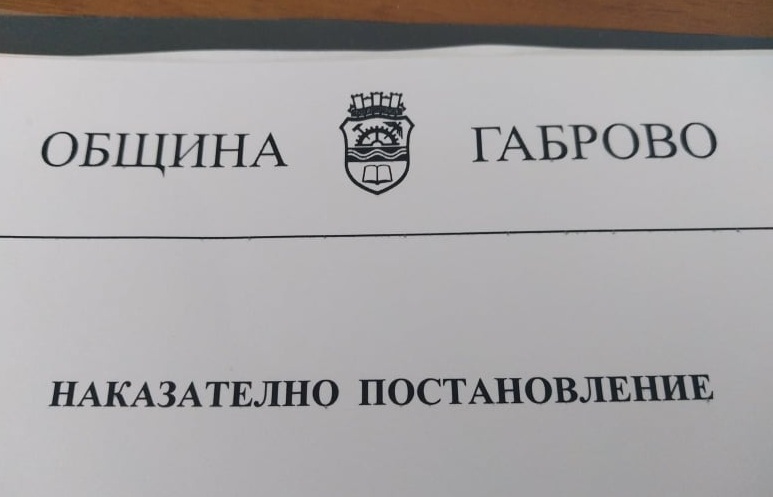 ОБЩИНА ГАБРОВО
НАКАЗАТЕЛНО ПОСТАНОВЛЕНИЕ